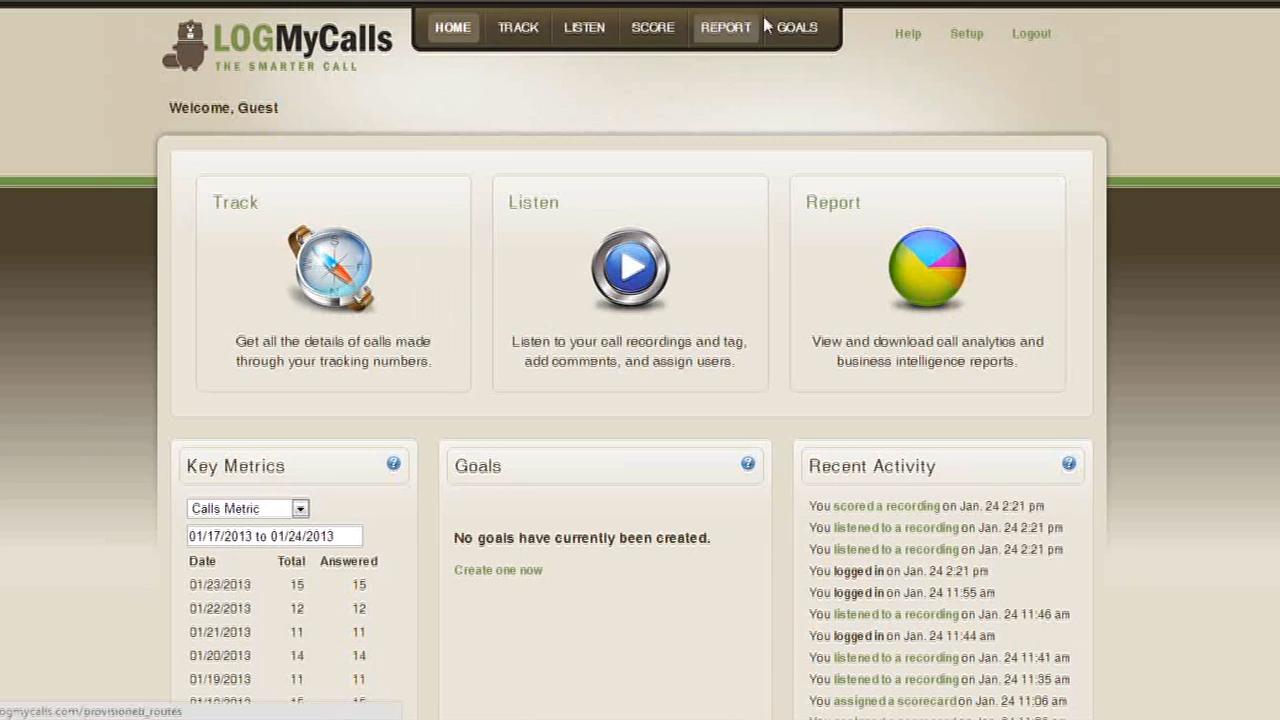 LOGMyCalls
THE SMARTER CALL
HOME TRACK LISTEN SCORE REPORT GOALS
Help Setup Logout
Welcome, Guest
Track
Get all the details of calls made
through your tracking numbers.
Listen
Listen to your call recordings and tag,
add comments, and assign users.
Report
View and download call analytics and
business intelligence reports.
Key Metrics
Calls Metric
01/17/2013 to 01/24/2013
Date Total Answered
01/23/2013 15 15
01/22/2013 12 12
01/21/2013 11 11
01/20/2013 14 14
01/19/2013 11 11
Goals
No goals have currently been created.
Create one now
Recent Activity
You scored a recording on Jan. 24 2:21 pm
You listened to a recording on Jan. 24 2:21 pm
You listened to a recording on Jan. 24 2:21 pm
You logged in on Jan. 24 2:21 pm
You logged in on Jan. 24 11:55 am
You listened to a recording on Jan. 24 11:46 am
You logged in on Jan. 24 11:44 am
You listened to a recording on Jan. 24 11:41 am
You listened to a recording on Jan. 24 11:35 am
You assigned a scorecard on Jan. 24 11:06 am
ogmycalls.com/provisioned_routes